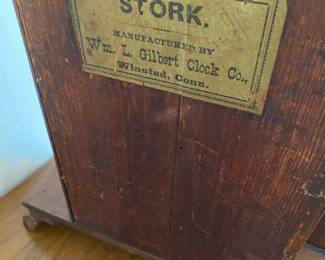 STORK.
MANUFACTURED BY
Wm. L. Gilbert Clock Co.,
Winsted, Conn.